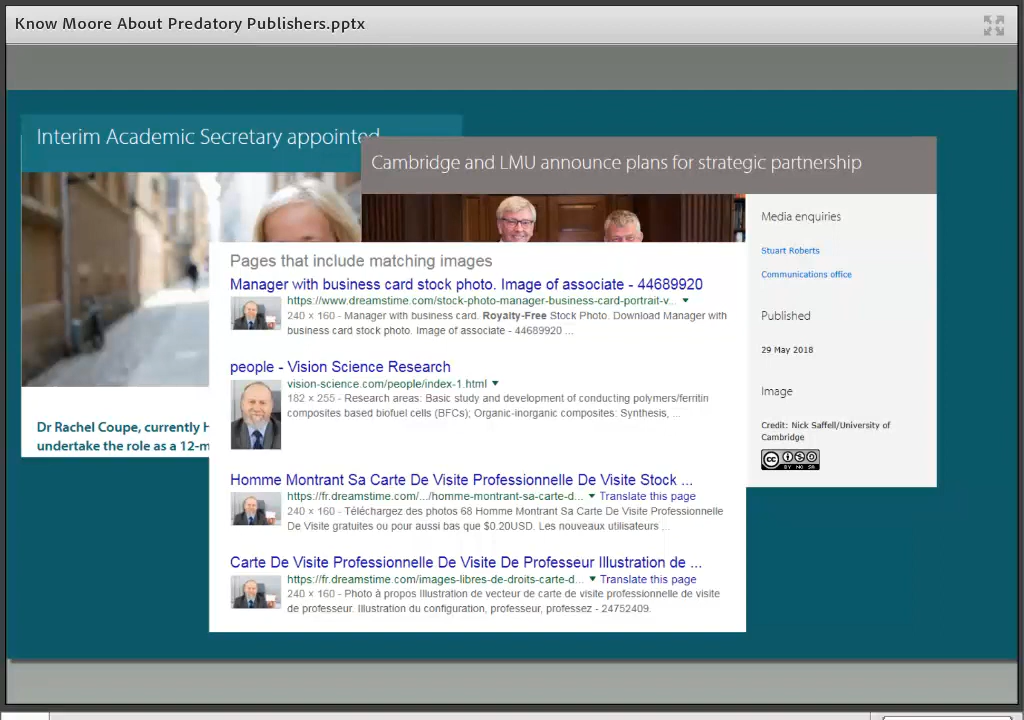 Know Moore About Predatory Publishers.pptx
Interim Academic Secretary appointed
Cambridge and LMU announce plans for strategic partnership
Media enquiries
Stuart Roberts
Communications office
Published
29 May 2018
Image
Credit: Nick Saffell/University of
Cambridge
CC BY NC SA
Dr Rachel Coupe, currently H
undertake the role as a 12-m
Pages that include matching images
Manager with business card stock photo. Image of associate - 44689920
https://www.dreamstime.com/stock-photo-manager-business-card-portrait-v...
240 × 160 - Manager with business card. Royalty-Free Stock Photo. Download Manager with
business card stock photo. Image of associate - 44689920 ...
people - Vision Science Research
vision-science.com/people/index-1.html
182 × 255 - Research areas: Basic study and development of conducting polymers/ferritin
composites based biofuel cells (BFCs); Organic-inorganic composites: Synthesis, ...
Homme Montrant Sa Carte De Visite Professionnelle De Visite Stock ...
https://fr.dreamstime.com/.../homme-montrant-sa-carte-d... Translate this page
240 × 160 - Téléchargez des photos 68 Homme Montrant Sa Carte De Visite Professionnelle
De Visite gratuites ou pour aussi bas que $0.20USD. Les nouveaux utilisateurs ...
Carte De Visite Professionnelle De Visite De Professeur Illustration de ...
https://fr.dreamstime.com/images-libres-de-droits-carte-d... Translate this page
240 × 160 - Photo à propos Illustration de vecteur de carte de visite professionnelle de visite
de professeur. Illustration du configuration, professeur, professez - 24752409.